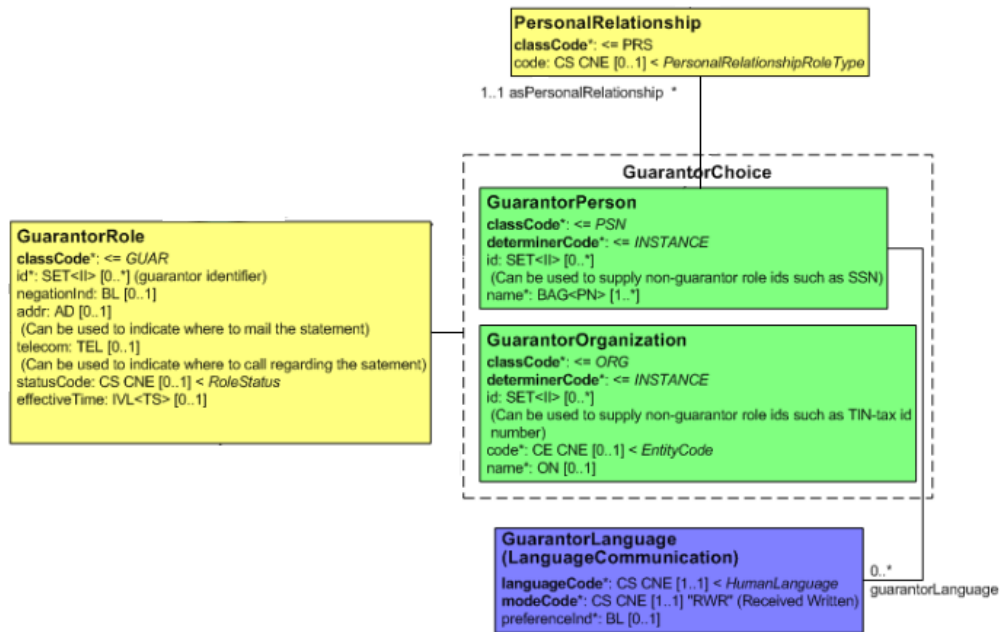 PersonalRelationship
classCode*: <= PRS
code: CS CNE [0..1] < PersonalRelationshipRoleType
1..1 asPersonalRelationship *
GuarantorChoice
GuarantorPerson
classCode*: <= PSN
determinerCode*: <= INSTANCE
id: SET<II> [0..*]
(Can be used to supply non-guarantor role ids such as SSN)
name*: BAG<PN> [1..*]
GuarantorRole
classCode*: <= GUAR
id*: SET<II> [0..*] (guarantor identifier)
negationInd: BL [0..1]
addr: AD [0..1]
(Can be used to indicate where to mail the statement)
telecom: TEL [0..1]
(Can be used to indicate where to call regarding the satement)
statusCode: CS CNE [0..1] < RoleStatus
effectiveTime: IVL<TS> [0..1]
GuarantorOrganization
classCode*: <= ORG
determinerCode*: <= INSTANCE
id: SET<II> [0..*]
(Can be used to supply non-guarantor role ids such as TIN-tax id
number)
code*: CE CNE [0..1] < EntityCode
name*: ON [0..1]
GuarantorLanguage
(LanguageCommunication)
languageCode*: CS CNE [1..1] < HumanLanguage
modeCode*: CS CNE [1..1] "RWR" (Received Written)
preferenceInd*: BL [0..1]
0..*
guarantorLanguage